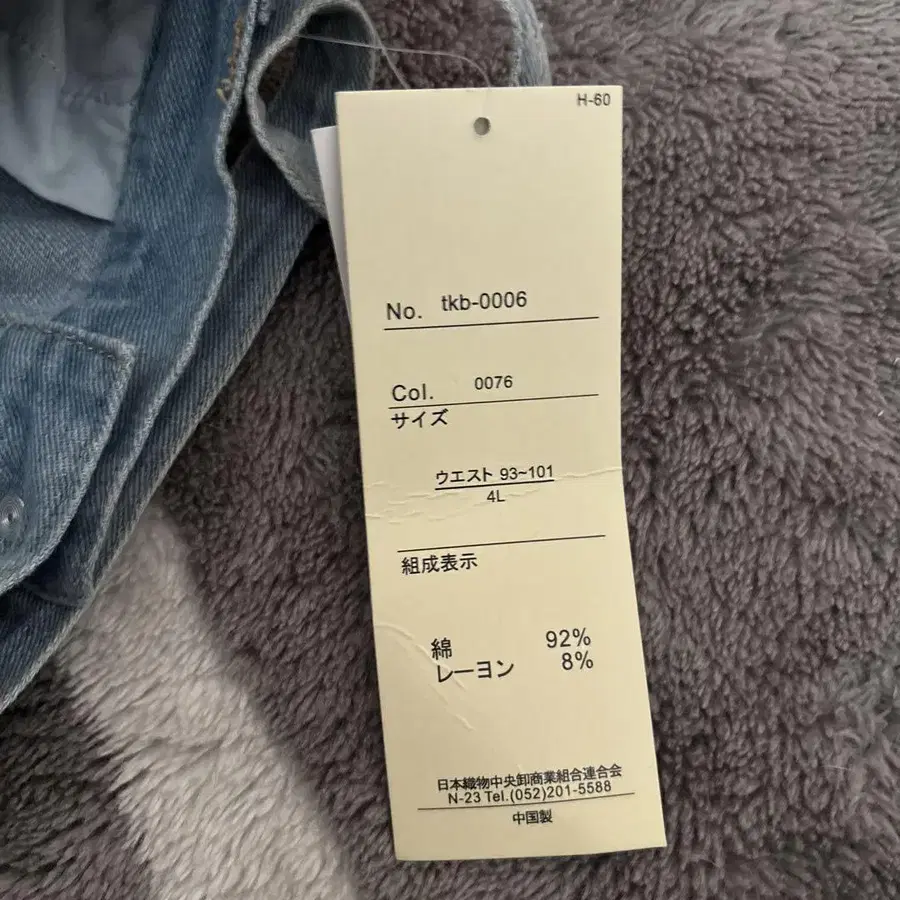 H-60
No. tkb-0006
Col. 0076
サイズ
ウエスト 93~101
4L
組成表示
綿 92%
レーヨン 8%
日本織物中央卸商業組合連合会
N-23 Tel.(052)201-5588
中国製